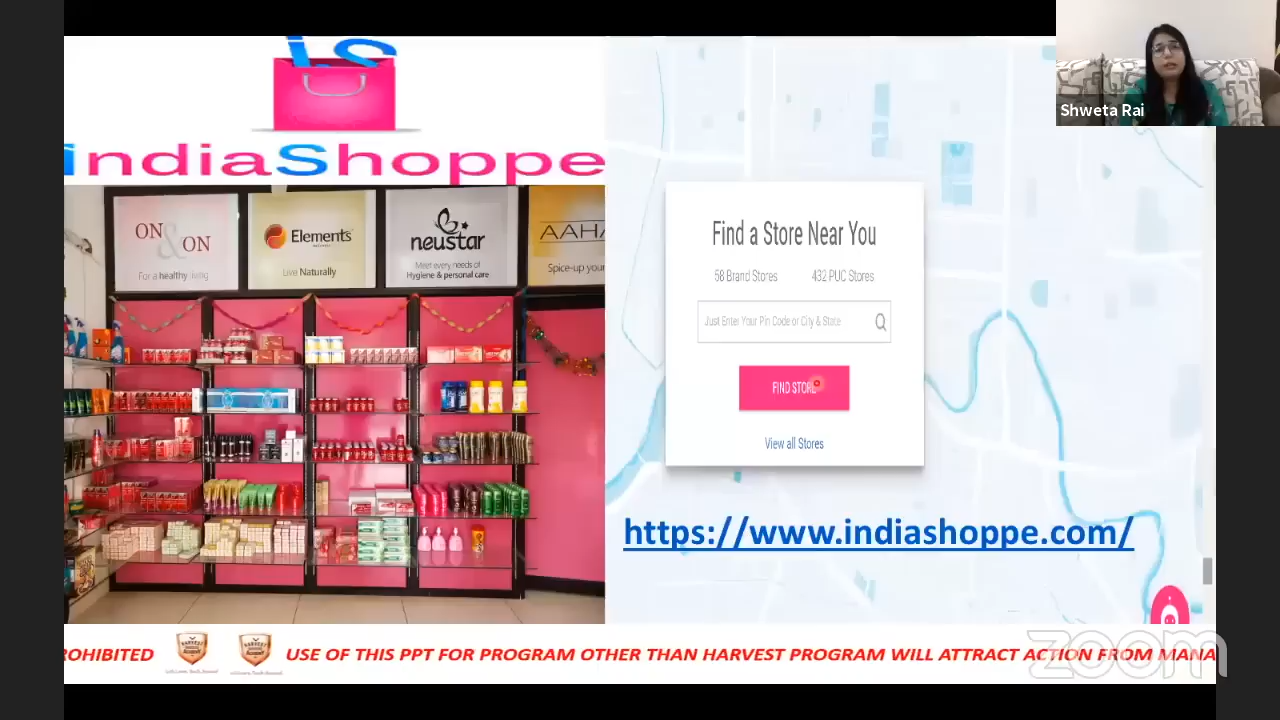 Shweta Rai
IS
IndiaShoppe
ON & ON
For a healthy living
Elements
Live Naturally
neustar
Meet every needs of
Hygiene & personal care
AAHA
Spice-up your
Find a Store Near You
58 Brand Stores 432 PUC Stores
Just Enter Your Pin Code or City & State
FIND STORE
View all Stores
https://www.indiashoppe.com/
ROHIBITED USE OF THIS PPT FOR PROGRAM OTHER THAN HARVEST PROGRAM WILL ATTRACT ACTION FROM MANA
zoom